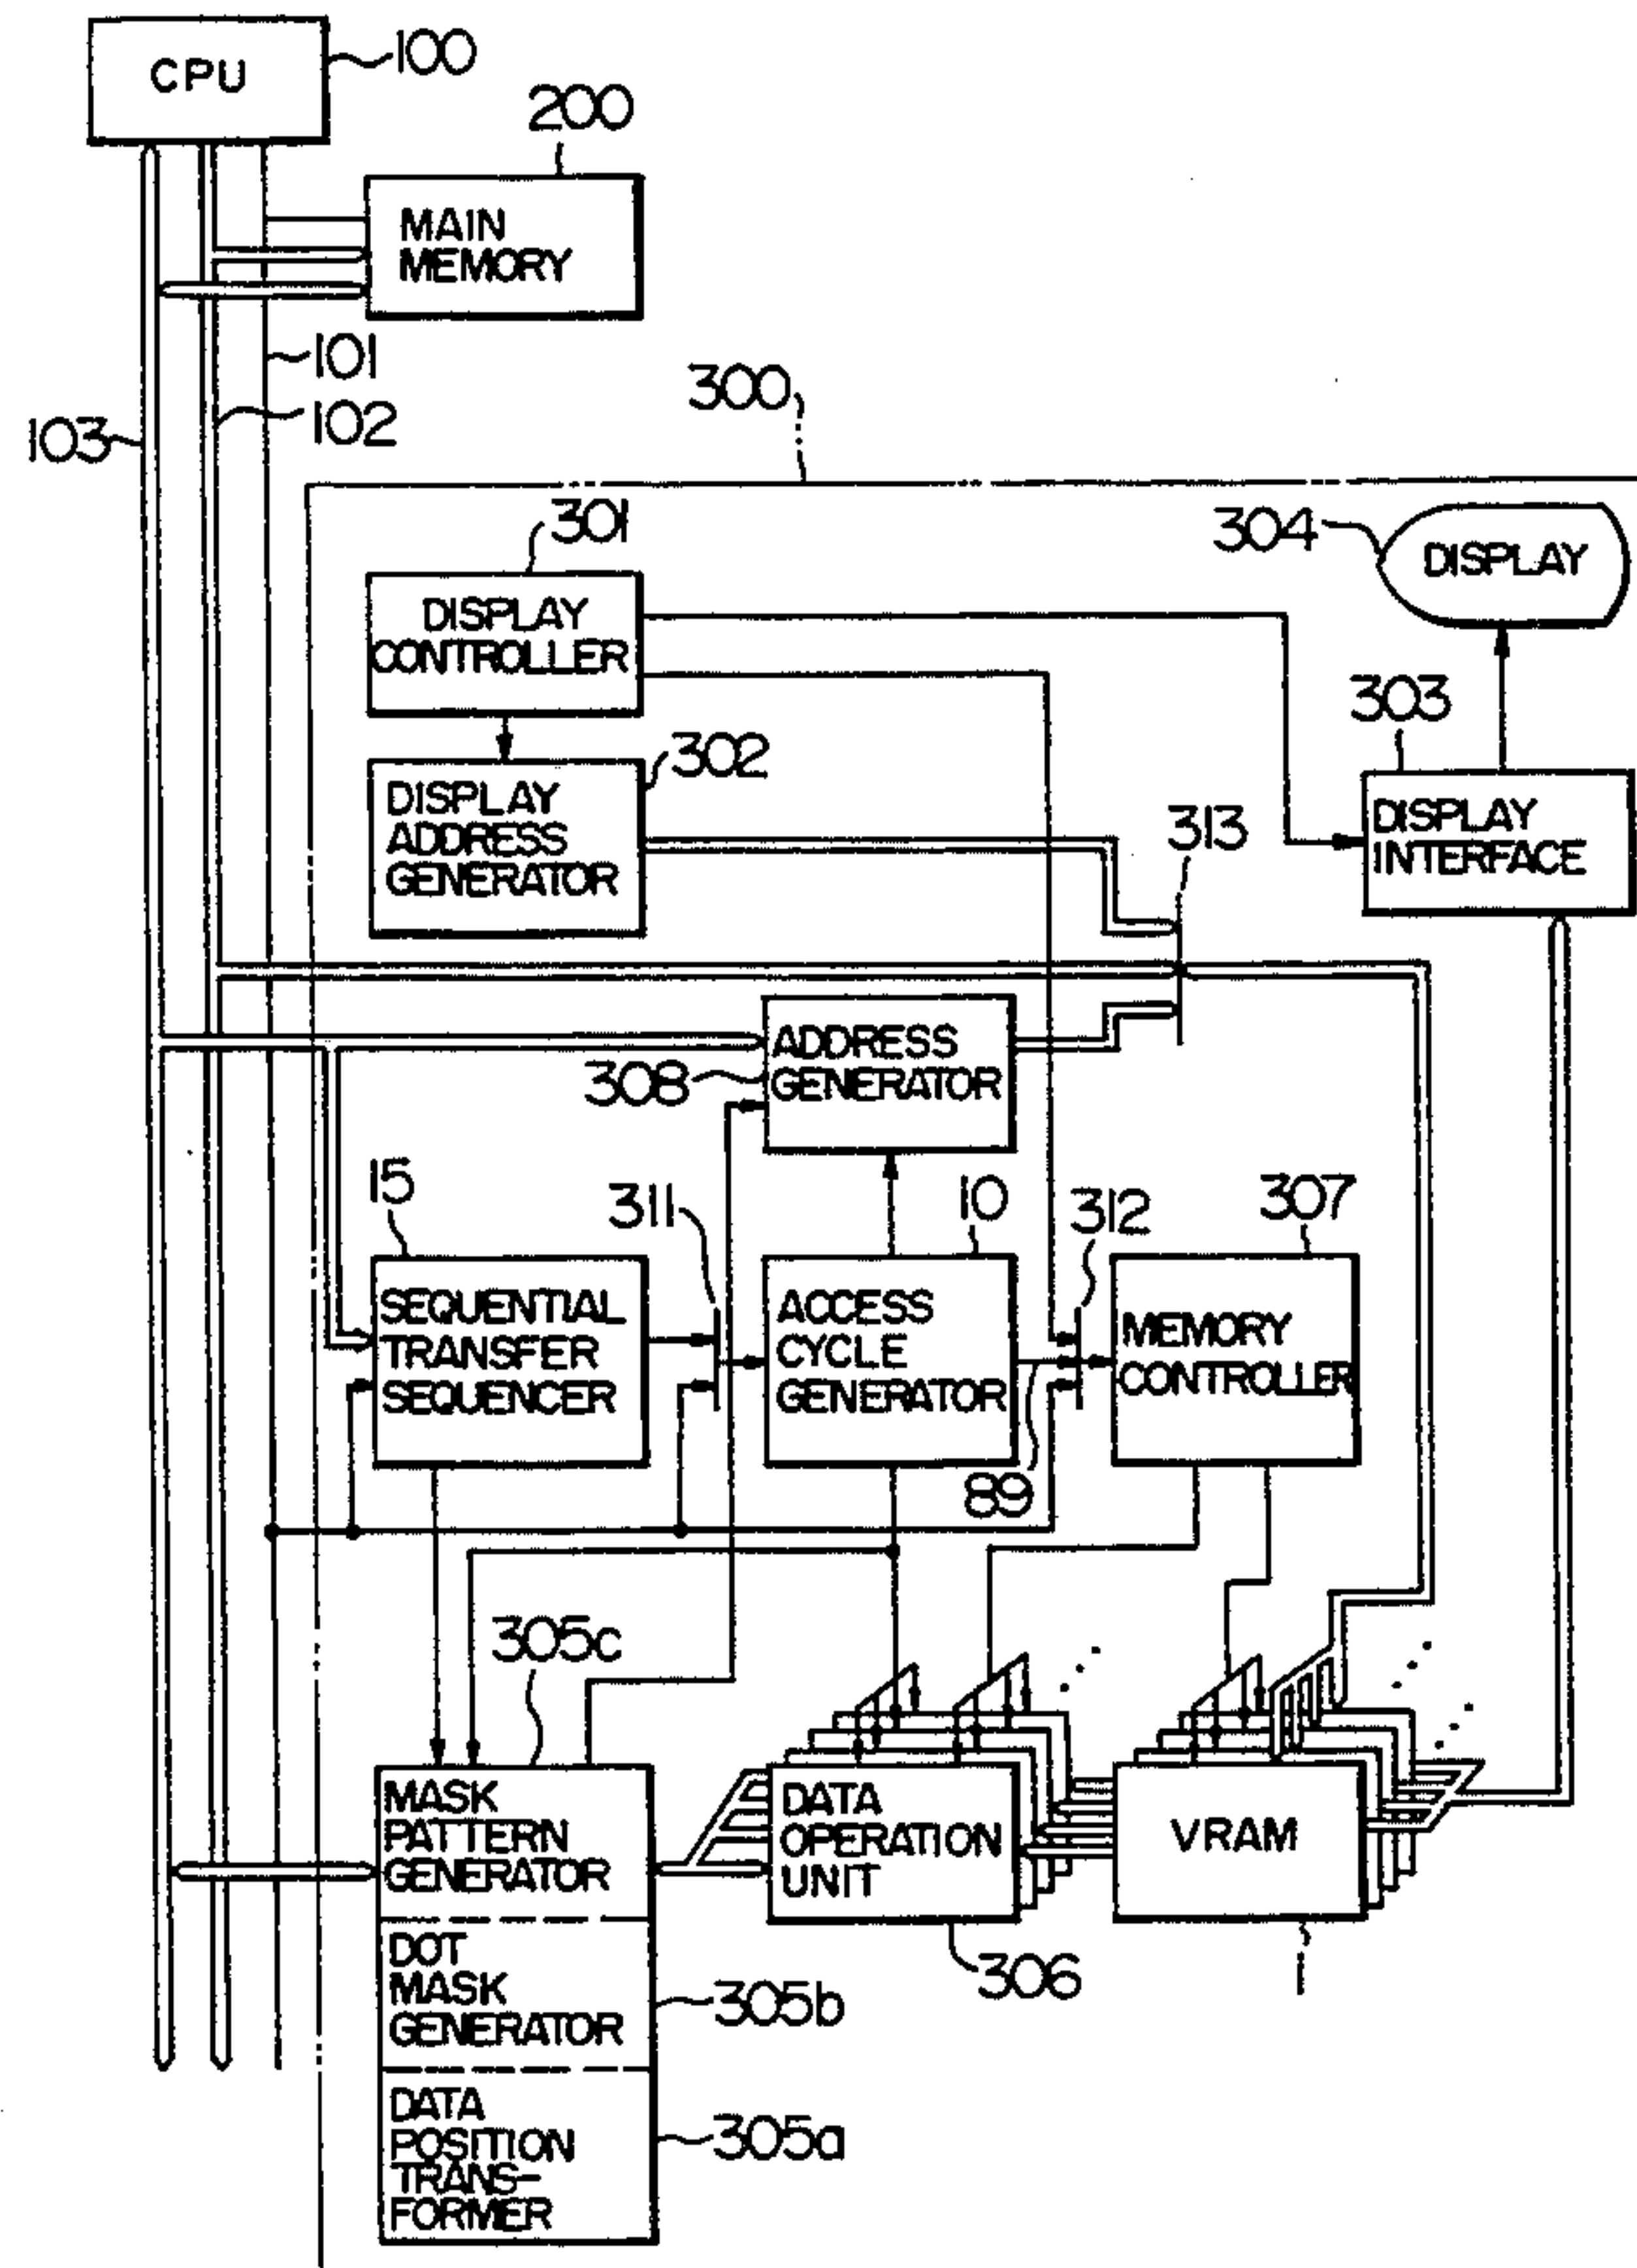 CPU
100
200
MAIN
MEMORY
101
102
103
300
301
304
DISPLAY
DISPLAY
CONTROLLER
303
302
DISPLAY
ADDRESS
GENERATOR
313
DISPLAY
INTERFACE
ADDRESS
GENERATOR
308
15
311
10
312
307
SEQUENTIAL
TRANSFER
SEQUENCER
ACCESS
CYCLE
GENERATOR
MEMORY
CONTROLLER
89
305c
MASK
PATTERN
GENERATOR
DATA
OPERATION
UNIT
VRAM
306
1
DOT
MASK
GENERATOR
305b
DATA
POSITION
TRANS-
FORMER
305a